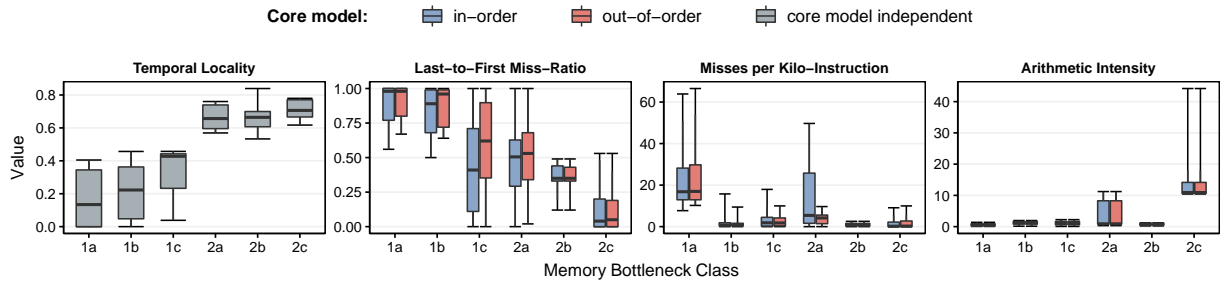 Core model: in−order out−of−order core model independent
Temporal Locality
Last−to−First Miss−Ratio
Misses per Kilo−Instruction
Arithmetic Intensity
Value
0.8
0.6
0.4
0.2
0.0
1a 1b 1c 2a 2b 2c
1.00
0.75
0.50
0.25
0.00
1a 1b 1c 2a 2b 2c
60
40
20
0
1a 1b 1c 2a 2b 2c
40
30
20
10
0
1a 1b 1c 2a 2b 2c
Memory Bottleneck Class